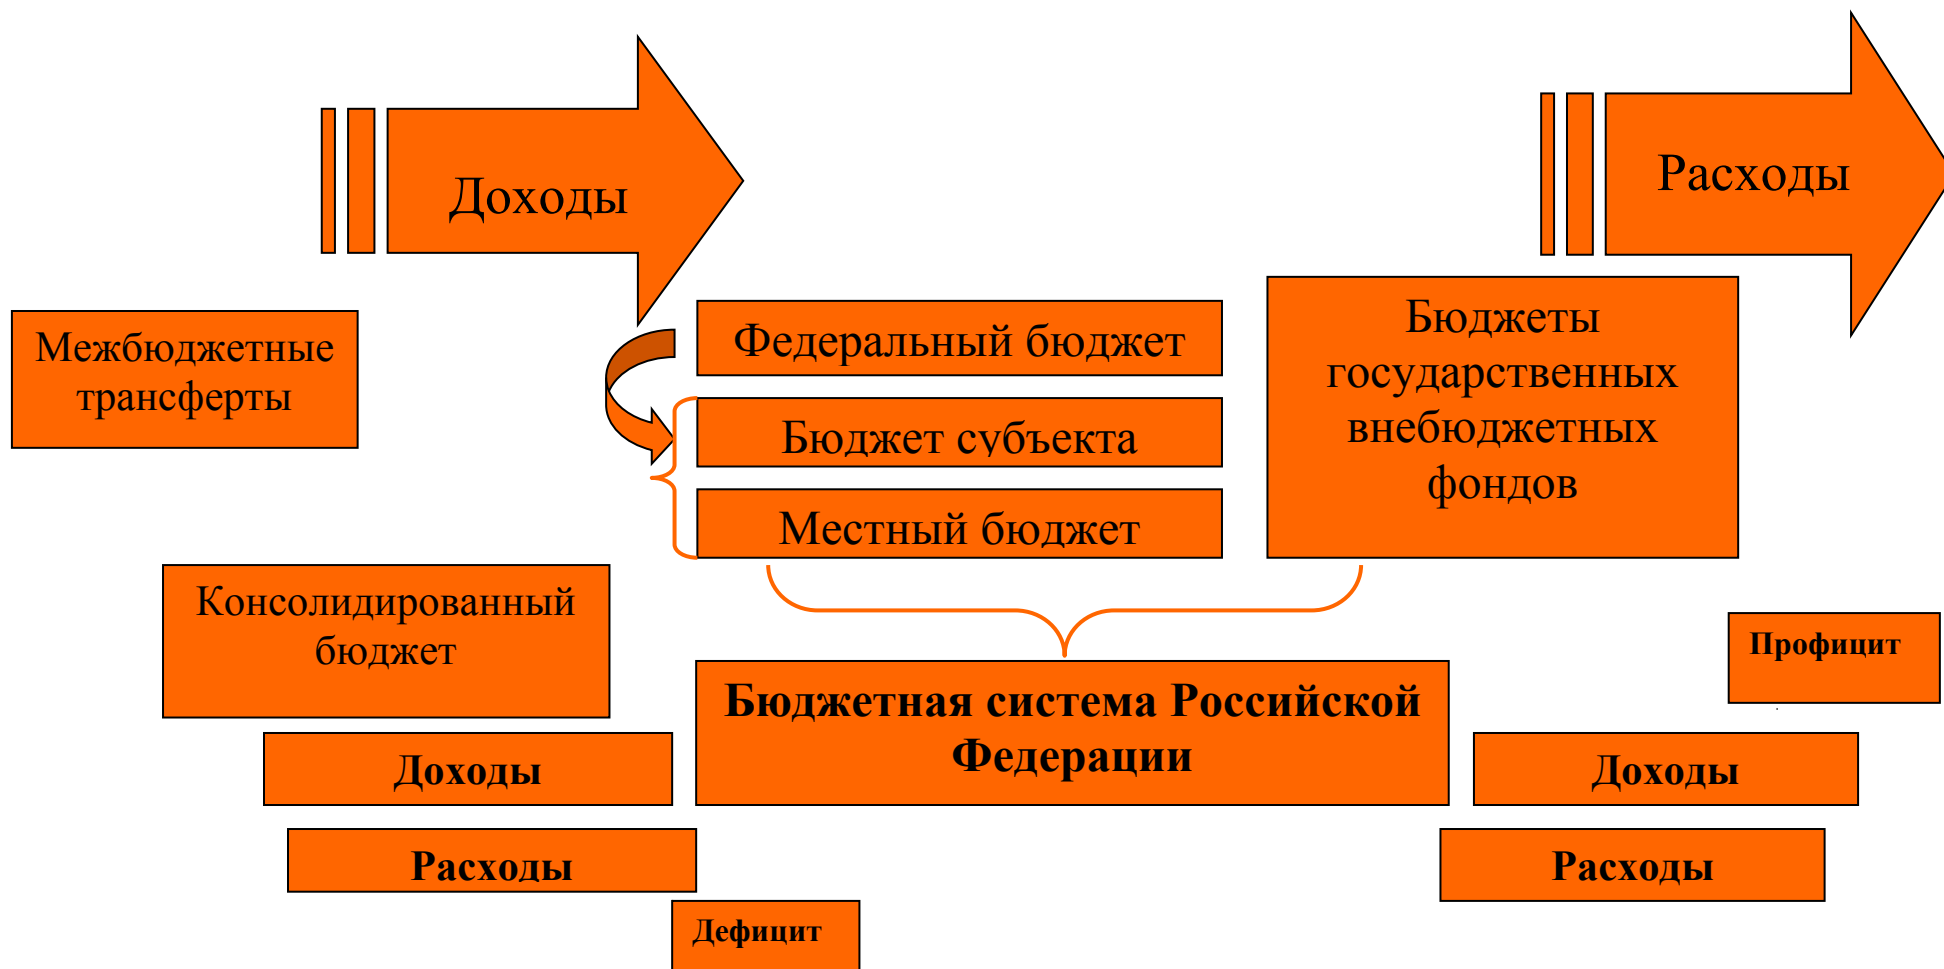 Доходы
Расходы
Межбюджетные
трансферты
Федеральный бюджет
Бюджет субъекта
Местный бюджет
Бюджеты
государственных
внебюджетных
фондов
Консолидированный
бюджет
Профицит
Бюджетная система Российской
Федерации
Доходы
Расходы
Доходы
Расходы
Дефицит